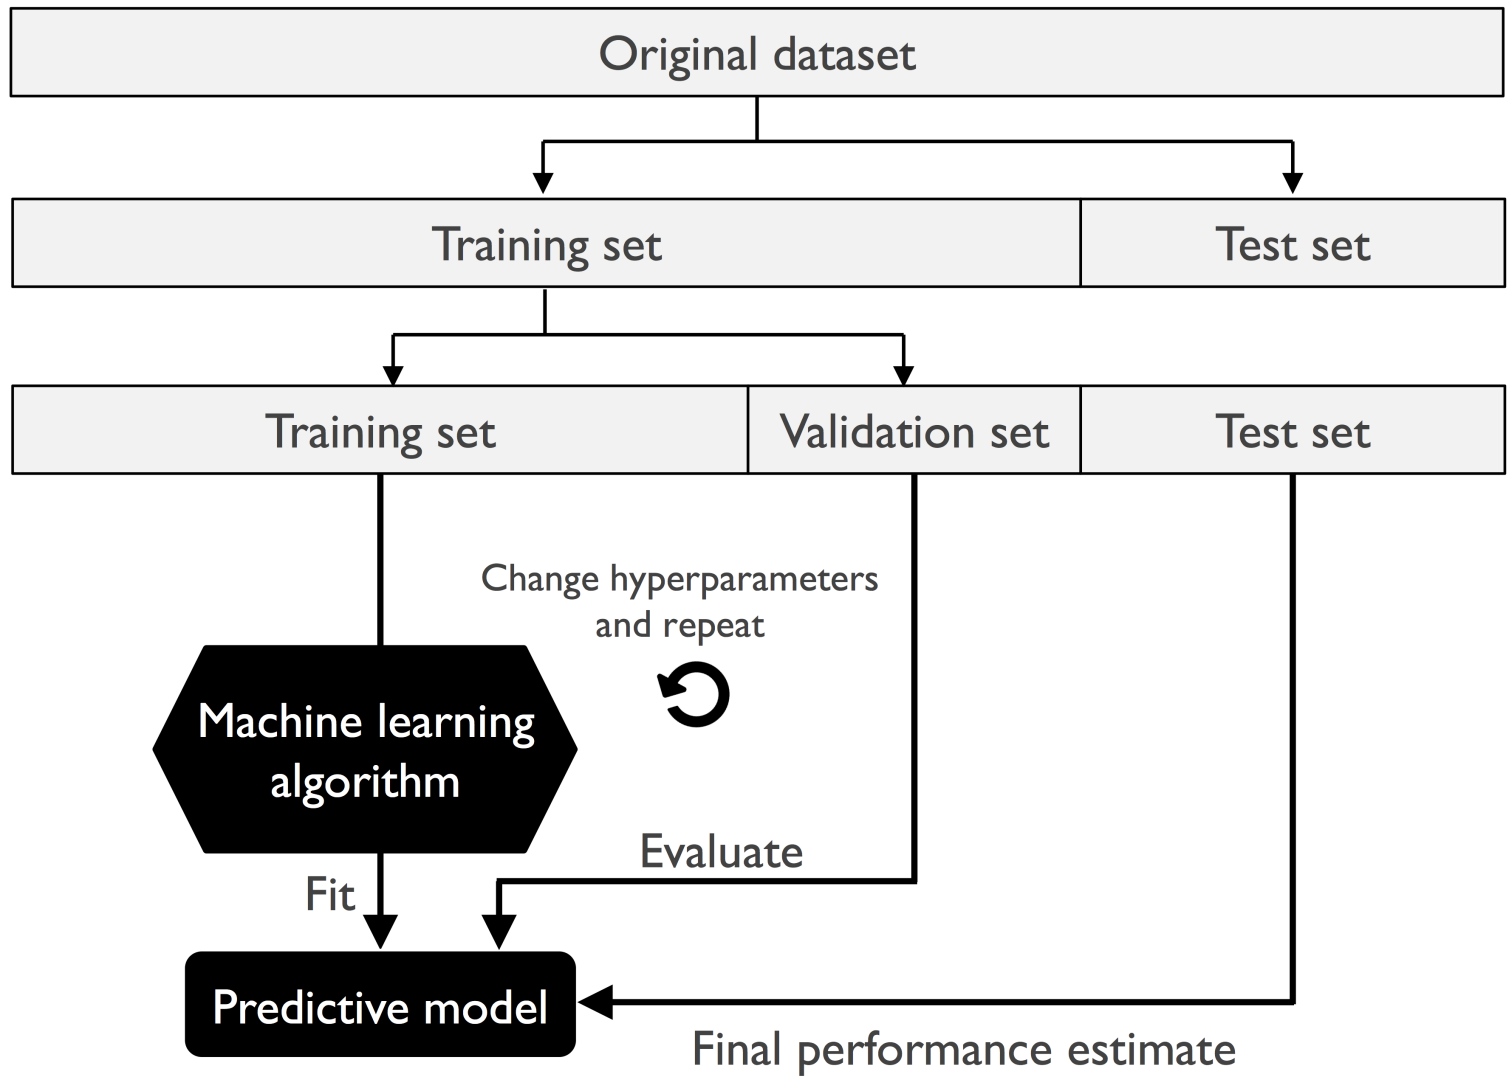 Original dataset
Training set
Test set
Training set
Validation set
Test set
Change hyperparameters
and repeat
Machine learning
algorithm
Evaluate
Fit
Predictive model
Final performance estimate